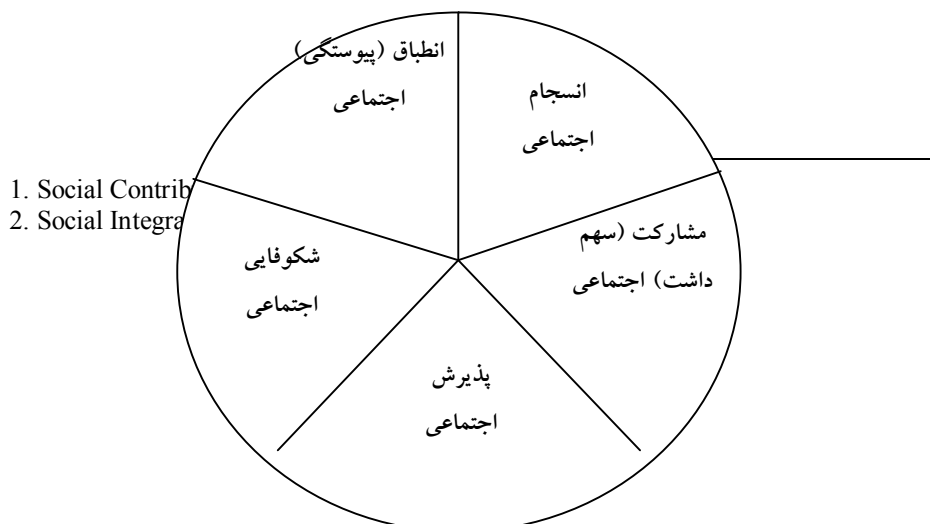 انطباق (پیوستگی)
اجتماعی
انسجام
اجتماعی
1. Social Contrib
2. Social Integra
مشارکت (سهم
داشت) اجتماعی
شکوفایی
اجتماعی
پذیرش
اجتماعی